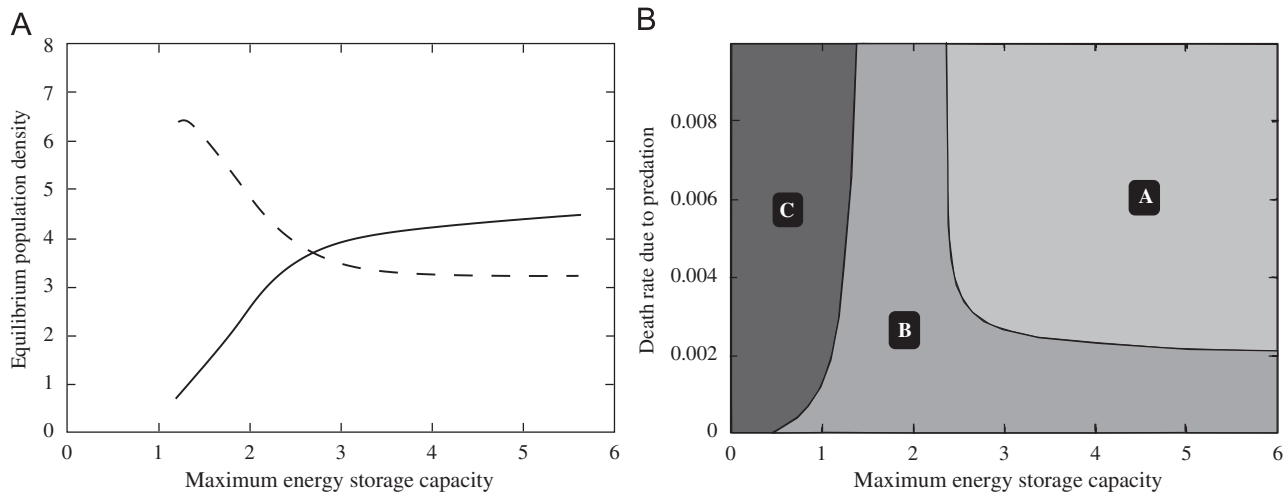 A
8
7
6
5
4
3
2
1
0
0 1 2 3 4 5 6
Equilibrium population density
Maximum energy storage capacity
B
0.008
0.006
0.004
0.002
0
0 1 2 3 4 5 6
Death rate due to predation
Maximum energy storage capacity
C
A
B